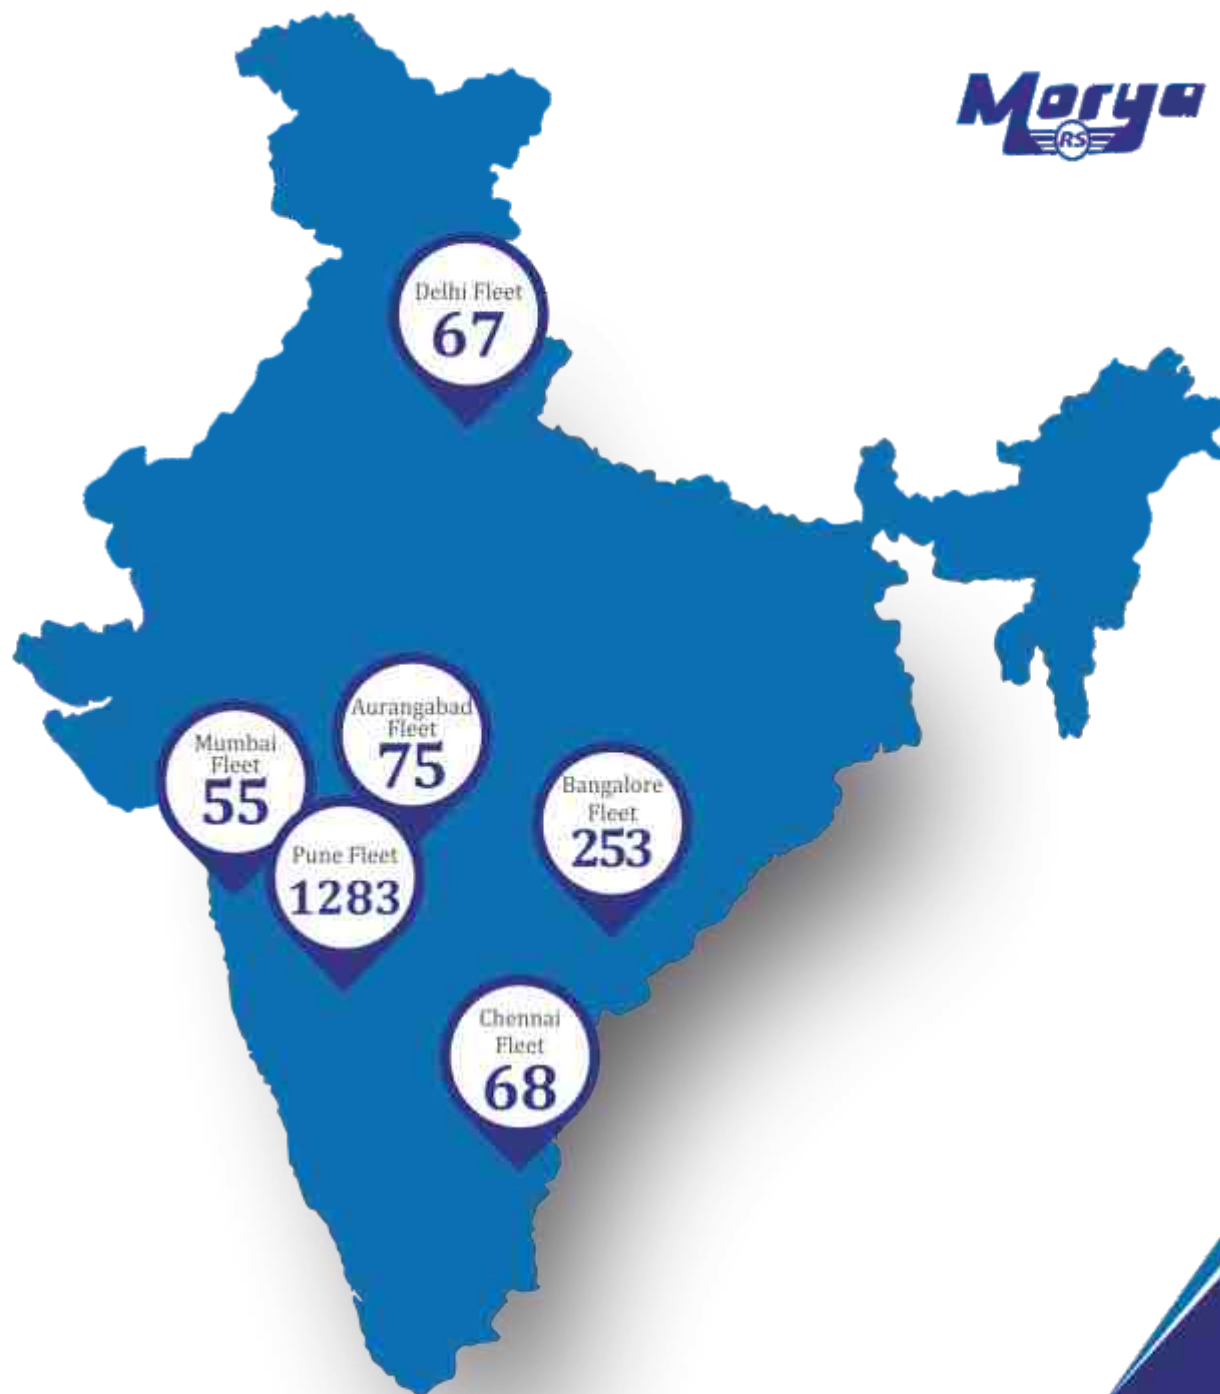 Morya
RS
Delhi Fleet
67
Aurangabad
Fleet
75
Mumbai
Fleet
55
Bangalore
Fleet
253
Pune Fleet
1283
Chennai
Fleet
68